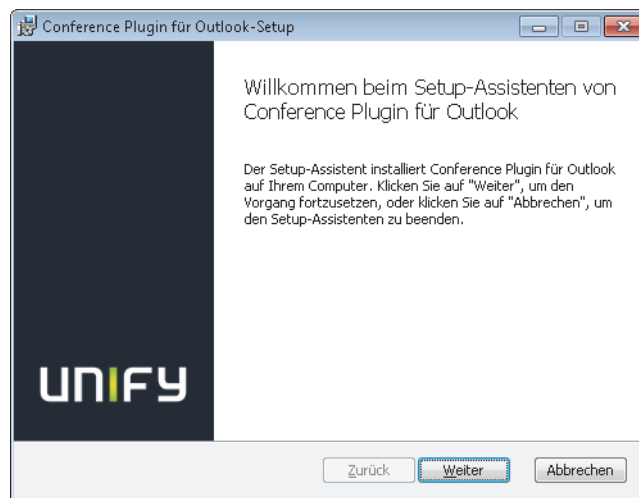 Conference Plugin für Outlook-Setup
Willkommen beim Setup-Assistenten von
Conference Plugin für Outlook
Der Setup-Assistent installiert Conference Plugin für Outlook
auf Ihrem Computer. Klicken Sie auf "Weiter", um den
Vorgang fortzusetzen, oder klicken Sie auf "Abbrechen", um
den Setup-Assistenten zu beenden.
UNIFY
Zurück Weiter Abbrechen